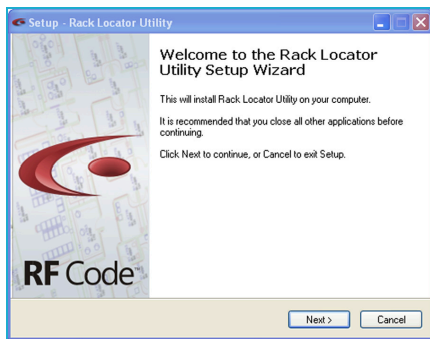 Setup - Rack Locator Utility
Welcome to the Rack Locator
Utility Setup Wizard
This will install Rack Locator Utility on your computer.
It is recommended that you close all other applications before
continuing.
Click Next to continue, or Cancel to exit Setup.
RF Code™
Next >
Cancel